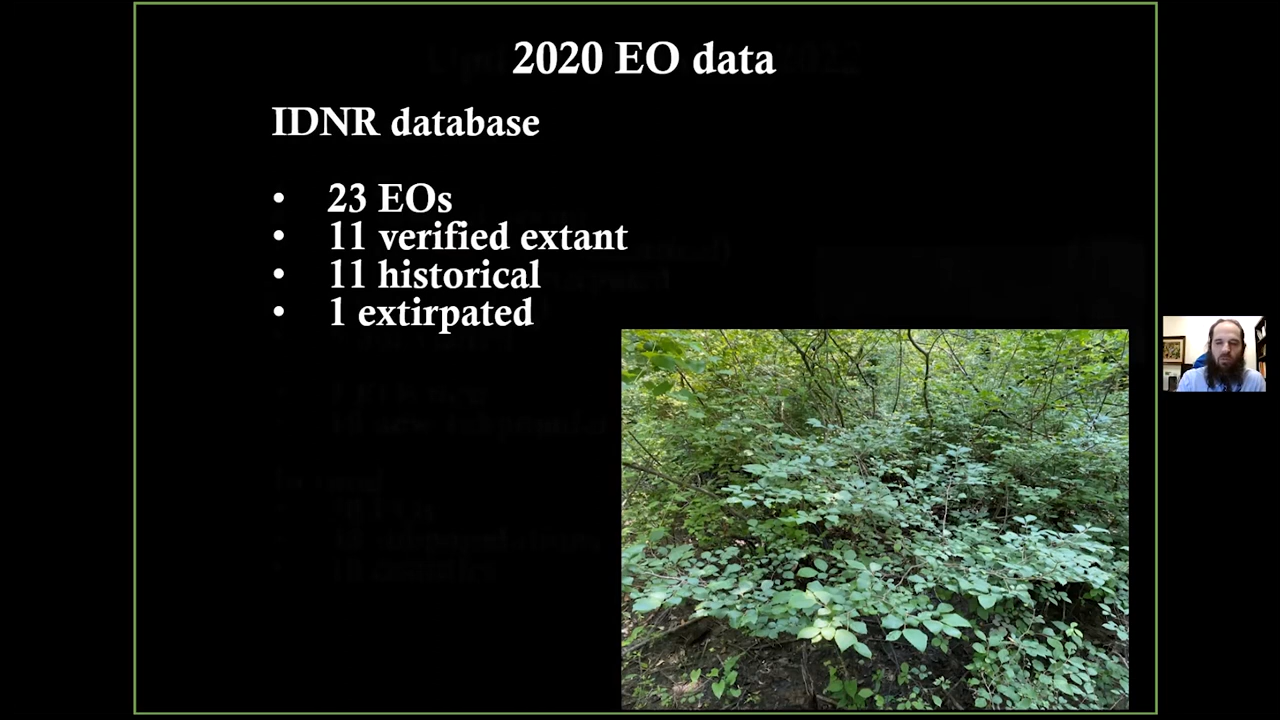 2020 EO data
IDNR database
• 23 EOs
• 11 verified extant
• 11 historical
• 1 extirpated